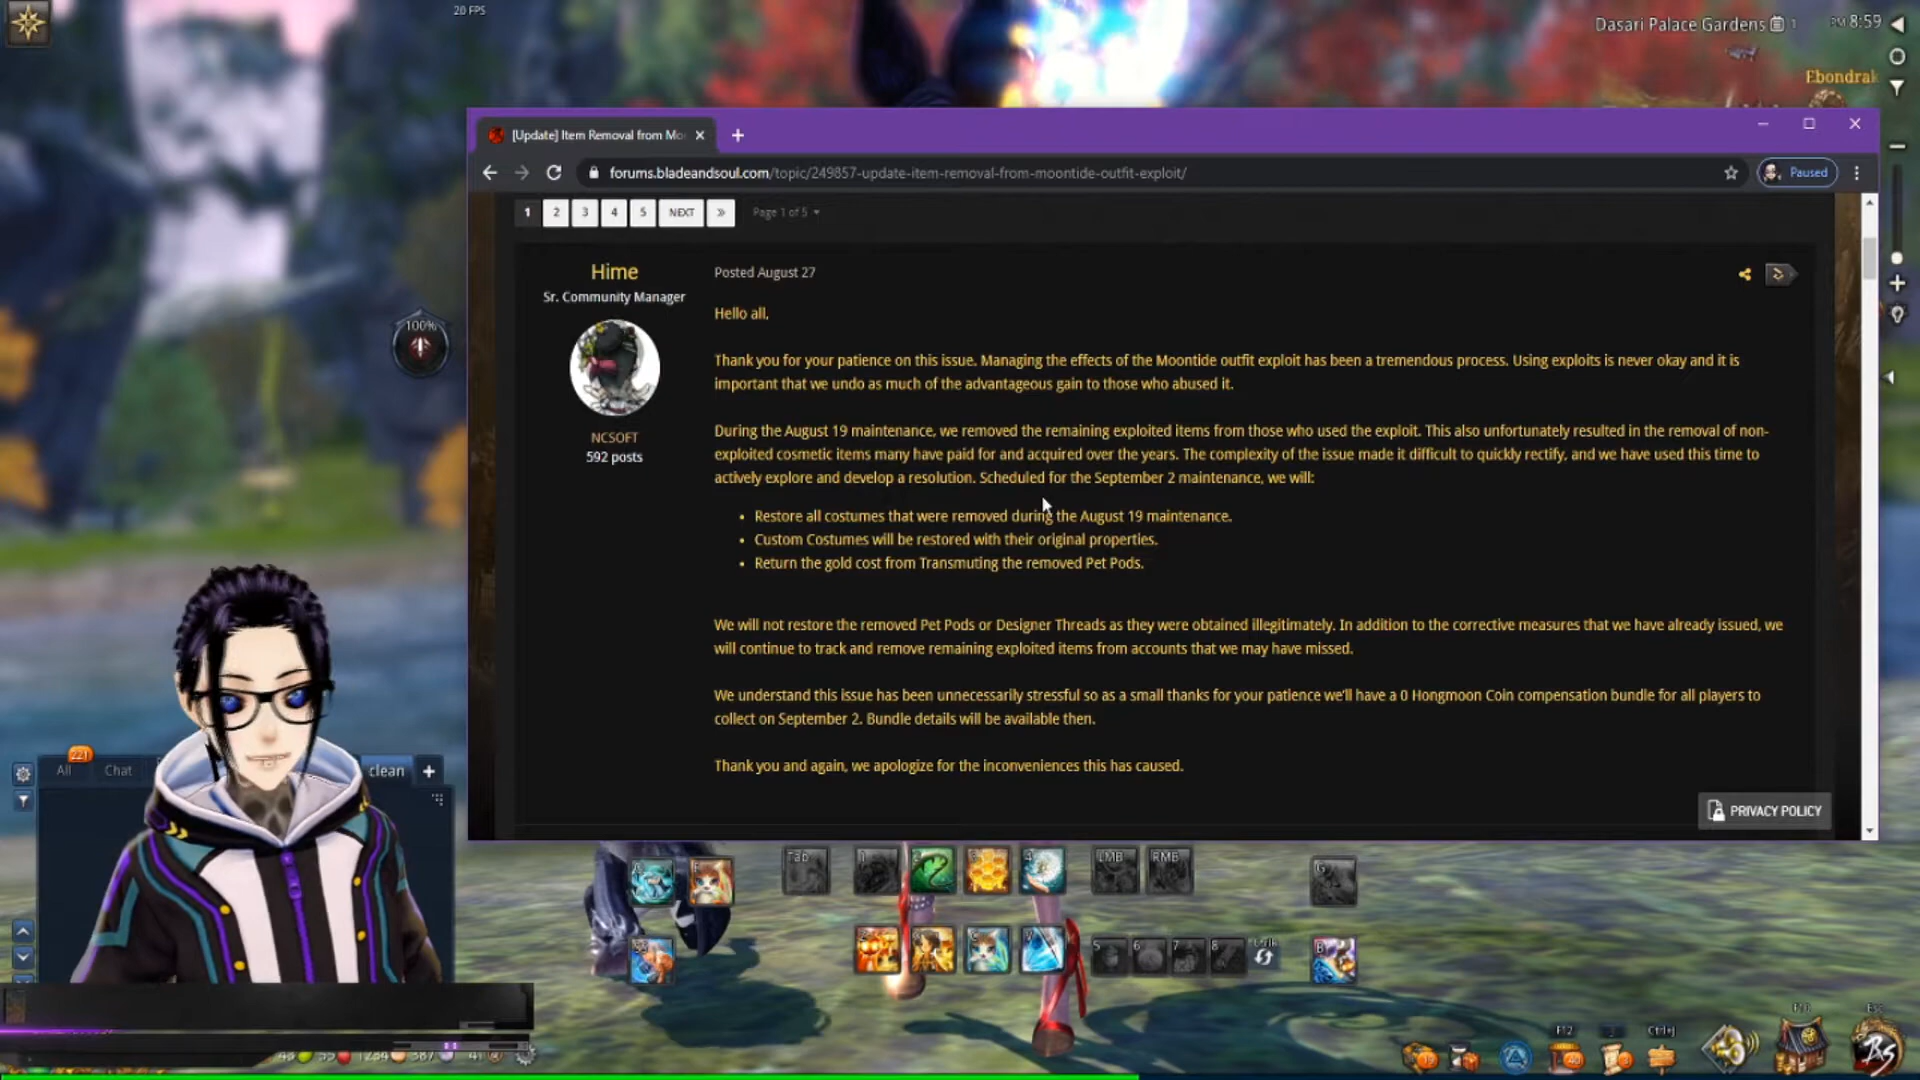 20 FPS
Dasari Palace Gardens 1
PM 8:59
Ebondrak
[Update] Item Removal from Mo
forums.bladeandsoul.com/topic/249857-update-item-removal-from-moontide-outfit-exploit/
Paused
1 2 3 4 5 NEXT » Page 1 of 5
Hime
Sr. Community Manager
NCSOFT
592 posts
Posted August 27
Hello all,
Thank you for your patience on this issue. Managing the effects of the Moontide outfit exploit has been a tremendous process. Using exploits is never okay and it is
important that we undo as much of the advantageous gain to those who abused it.
During the August 19 maintenance, we removed the remaining exploited items from those who used the exploit. This also unfortunately resulted in the removal of non-
exploited cosmetic items many have paid for and acquired over the years. The complexity of the issue made it difficult to quickly rectify, and we have used this time to
actively explore and develop a resolution. Scheduled for the September 2 maintenance, we will:
• Restore all costumes that were removed during the August 19 maintenance.
• Custom Costumes will be restored with their original properties.
• Return the gold cost from Transmuting the removed Pet Pods.
We will not restore the removed Pet Pods or Designer Threads as they were obtained illegitimately. In addition to the corrective measures that we have already issued, we
will continue to track and remove remaining exploited items from accounts that we may have missed.
We understand this issue has been unnecessarily stressful so as a small thanks for your patience we'll have a 0 Hongmoon Coin compensation bundle for all players to
collect on September 2. Bundle details will be available then.
Thank you and again, we apologize for the inconveniences this has caused.
PRIVACY POLICY
100%
221
All Chat clean
Tab 1 4 LMB RMB G
5 6 7 8 B
F12 Ctrl+J